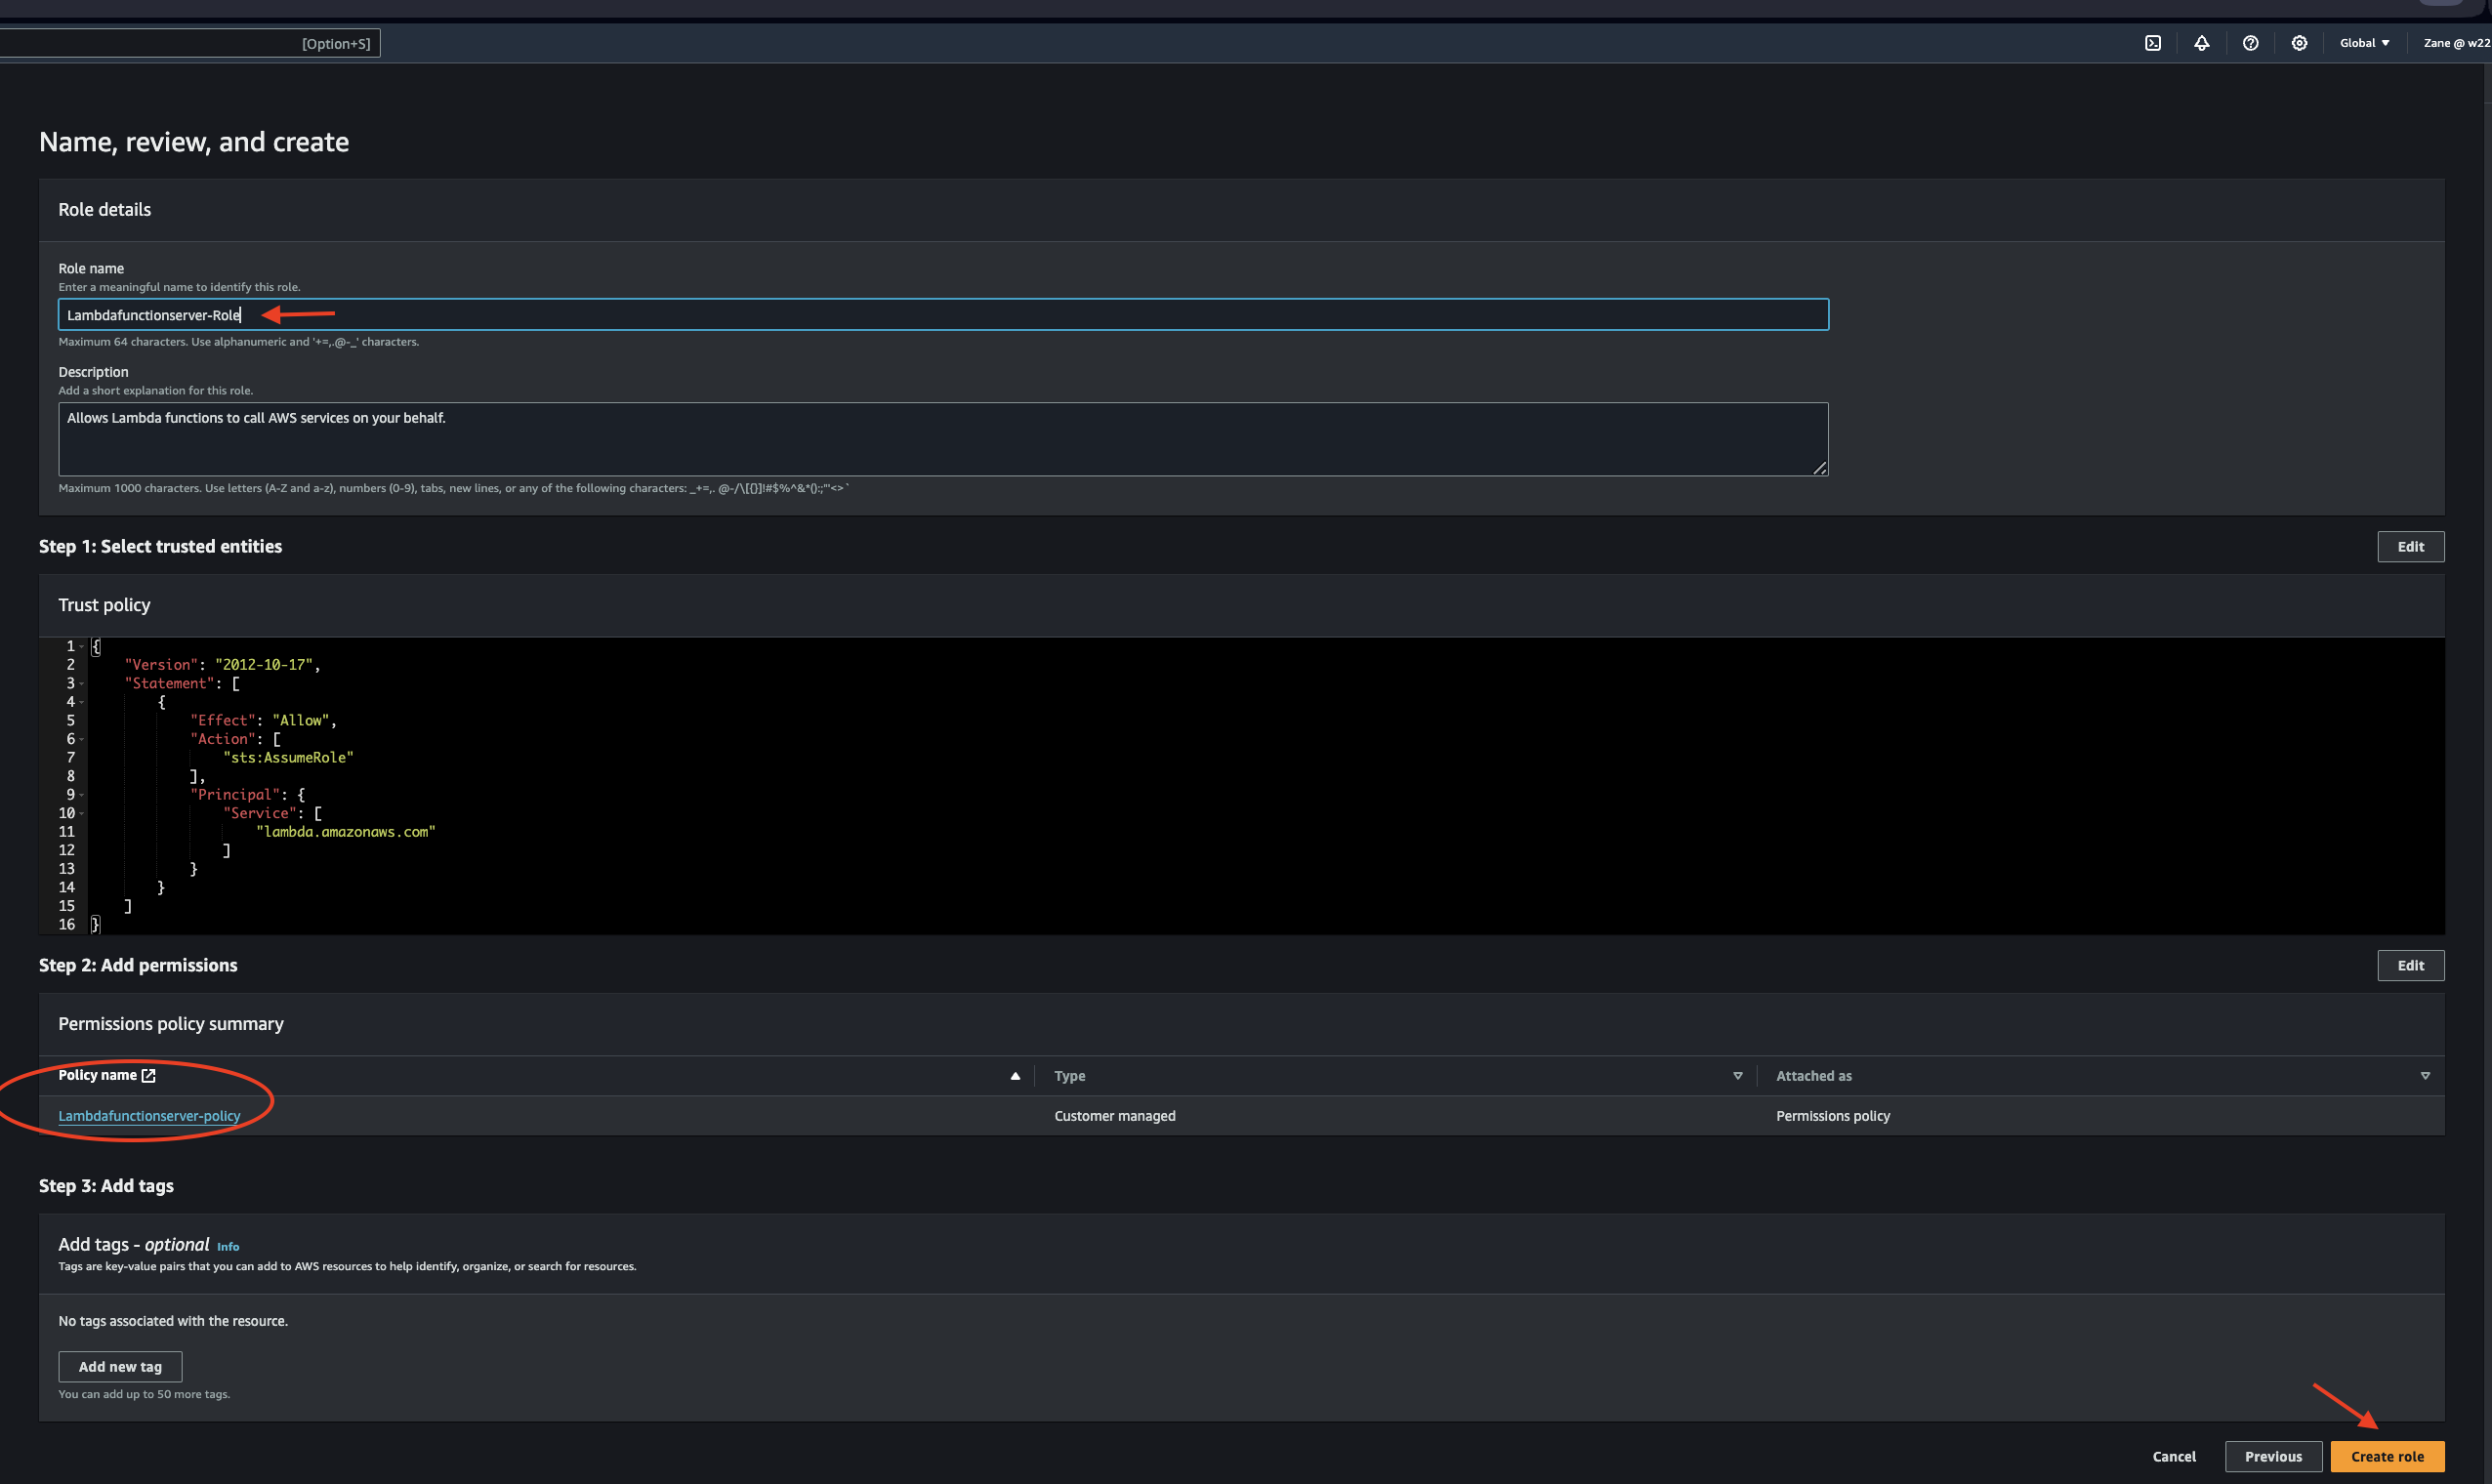 [Option+S]
Global
Zane @ w22
Name, review, and create
Role details
Role name
Enter a meaningful name to identify this role.
Lambdafunctionserver-Role
Maximum 64 characters. Use alphanumeric and '+=,.@-_' characters.
Description
Add a short explanation for this role.
Allows Lambda functions to call AWS services on your behalf.
Maximum 1000 characters. Use letters (A-Z and a-z), numbers (0-9), tabs, new lines, or any of the following characters: _+=,. @-/\[{}]!#$%^&*();:"'<>`
Step 1: Select trusted entities
Edit
Trust policy
1 {
2 "Version": "2012-10-17",
3 "Statement": [
4 {
5 "Effect": "Allow",
6 "Action": [
7 "sts:AssumeRole"
8 ],
9 "Principal": {
10 "Service": [
11 "lambda.amazonaws.com"
12 ]
13 }
14 }
15 ]
16 }
Step 2: Add permissions
Edit
Permissions policy summary
Policy name Type Attached as
Lambdafunctionserver-policy Customer managed Permissions policy
Step 3: Add tags
Add tags - optional Info
Tags are key-value pairs that you can add to AWS resources to help identify, organize, or search for resources.
No tags associated with the resource.
Add new tag
You can add up to 50 more tags.
Cancel Previous Create role